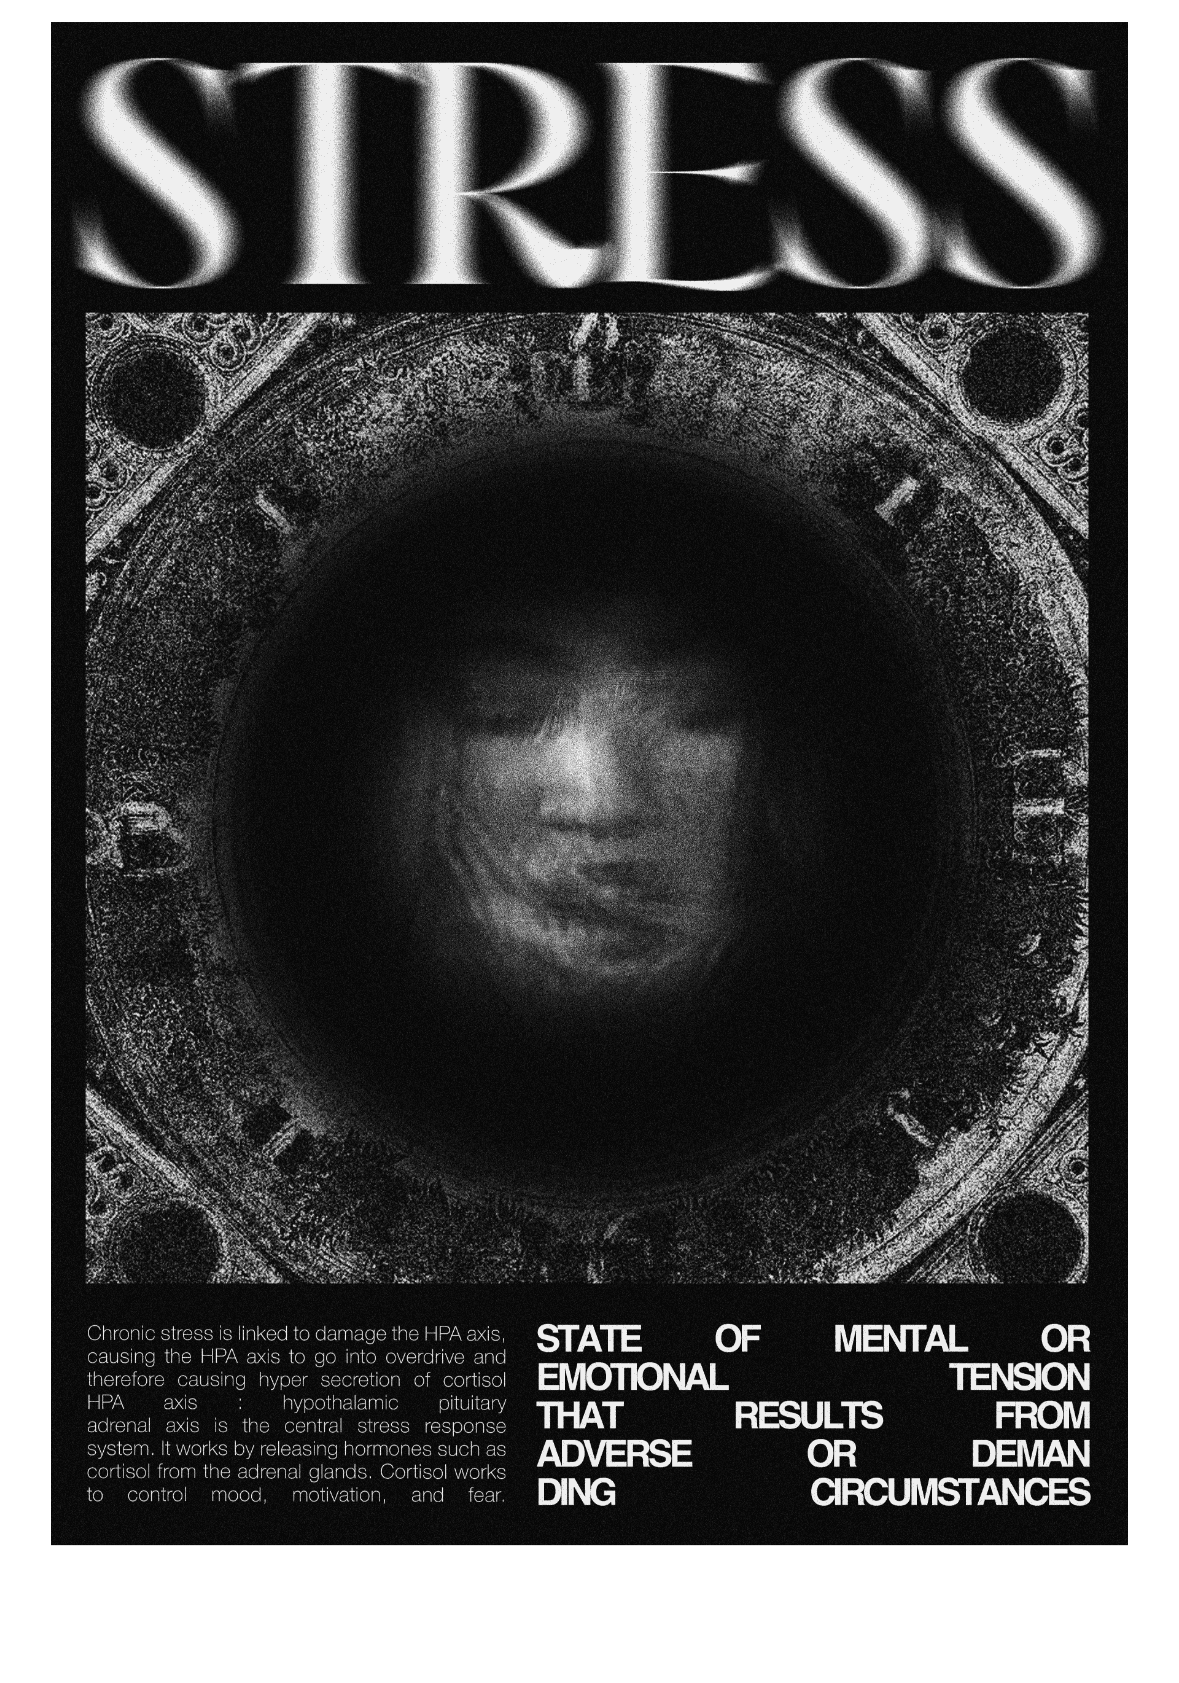 STRESS
Chronic stress is linked to damage the HPA axis,
causing the HPA axis to go into overdrive and
therefore causing hyper secretion of cortisol
HPA axis : hypothalamic pituitary
adrenal axis is the central stress response
system. It works by releasing hormones such as
cortisol from the adrenal glands. Cortisol works
to control mood, motivation, and fear.
STATE OF MENTAL OR
EMOTIONAL TENSION
THAT RESULTS FROM
ADVERSE OR DEMAN
DING CIRCUMSTANCES